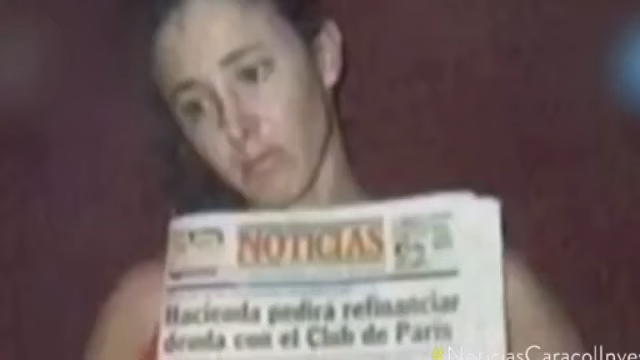 NOTICIAS
Hacienda pedirá refinanciar
deuda con el Club de París
#NoticiasCaracolInve